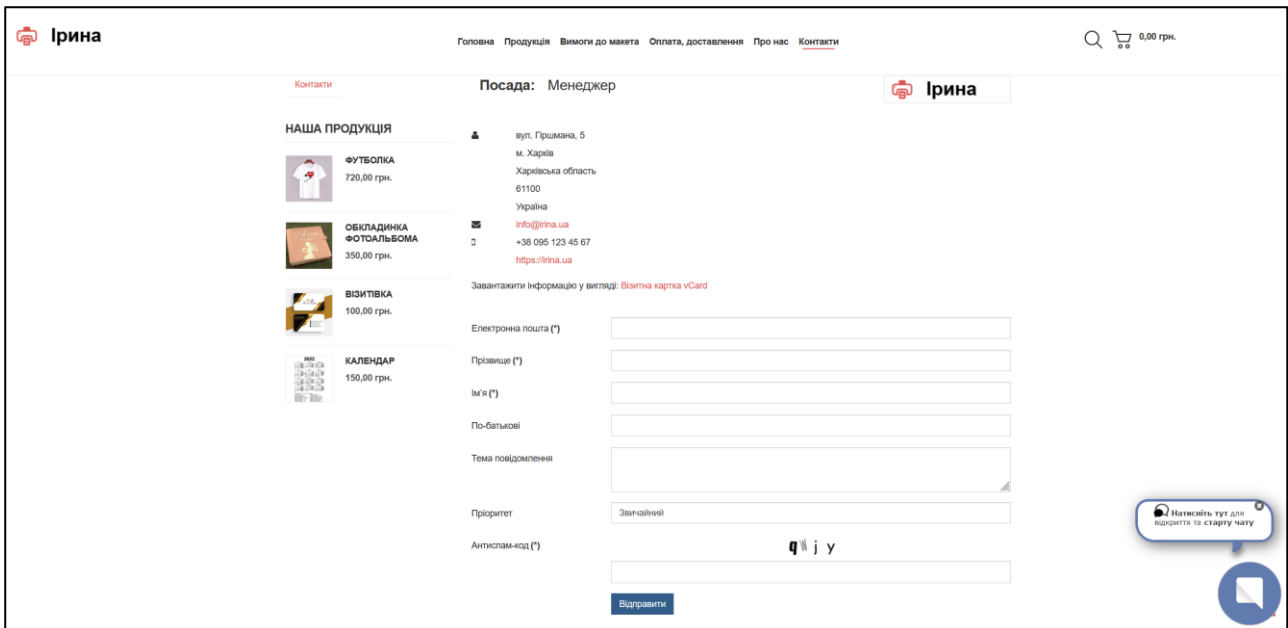 Ірина
Головна Продукція Вимоги до макета Оплата, доставлення Про нас Контакти
0,00 грн.
Контакти
НАША ПРОДУКЦІЯ
ФУТБОЛКА
720,00 грн.
ОБКЛАДИНКА
ФОТОАЛЬБОМА
350,00 грн.
ВІЗИТІВКА
100,00 грн.
КАЛЕНДАР
150,00 грн.
Посада: Менеджер
Ірина
вул. Гіршмана, 5
м. Харків
Харківська область
61100
Україна
info@irina.ua
+38 095 123 45 67
https://irina.ua
Завантажити інформацію у вигляді: Візитна картка vCard
Електронна пошта (*)
Прізвище (*)
Ім'я (*)
По-батькові
Тема повідомлення
Пріоритет Звичайний
Антиспам-код (*) q W j y
Відправити
Натисніть тут для
відкриття та старту чату